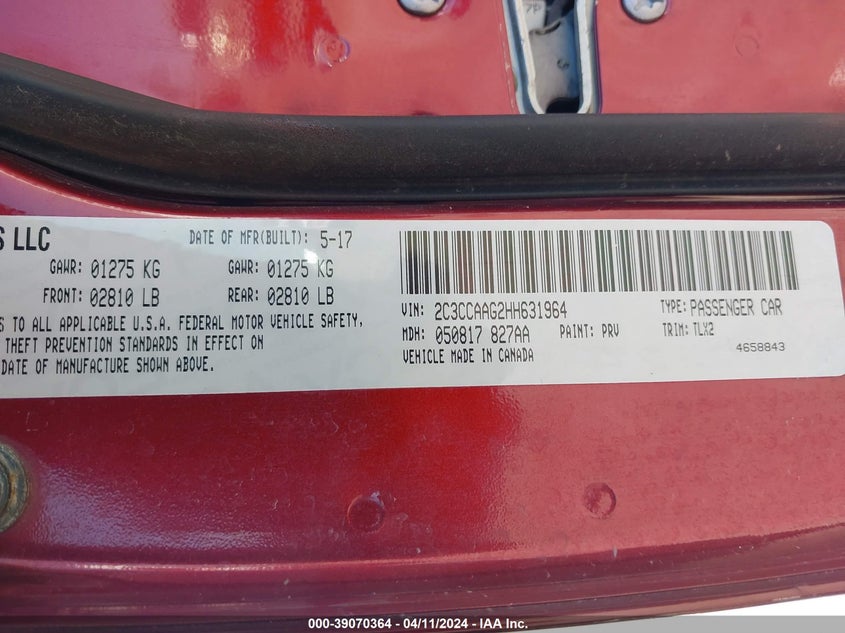 S LLC
DATE OF MFR(BUILT): 5-17
GAWR: 01275 KG GAWR: 01275 KG
FRONT: 02810 LB REAR: 02810 LB
S TO ALL APPLICABLE U.S.A. FEDERAL MOTOR VEHICLE SAFETY,
THEFT PREVENTION STANDARDS IN EFFECT ON
DATE OF MANUFACTURE SHOWN ABOVE.
VIN: 2C3CCAAG2HH631964 TYPE: PASSENGER CAR
MDH: 050817 827AA PAINT: PRV TRIM: TLX2
VEHICLE MADE IN CANADA 4658843
000-39070364 - 04/11/2024 - IAA Inc.